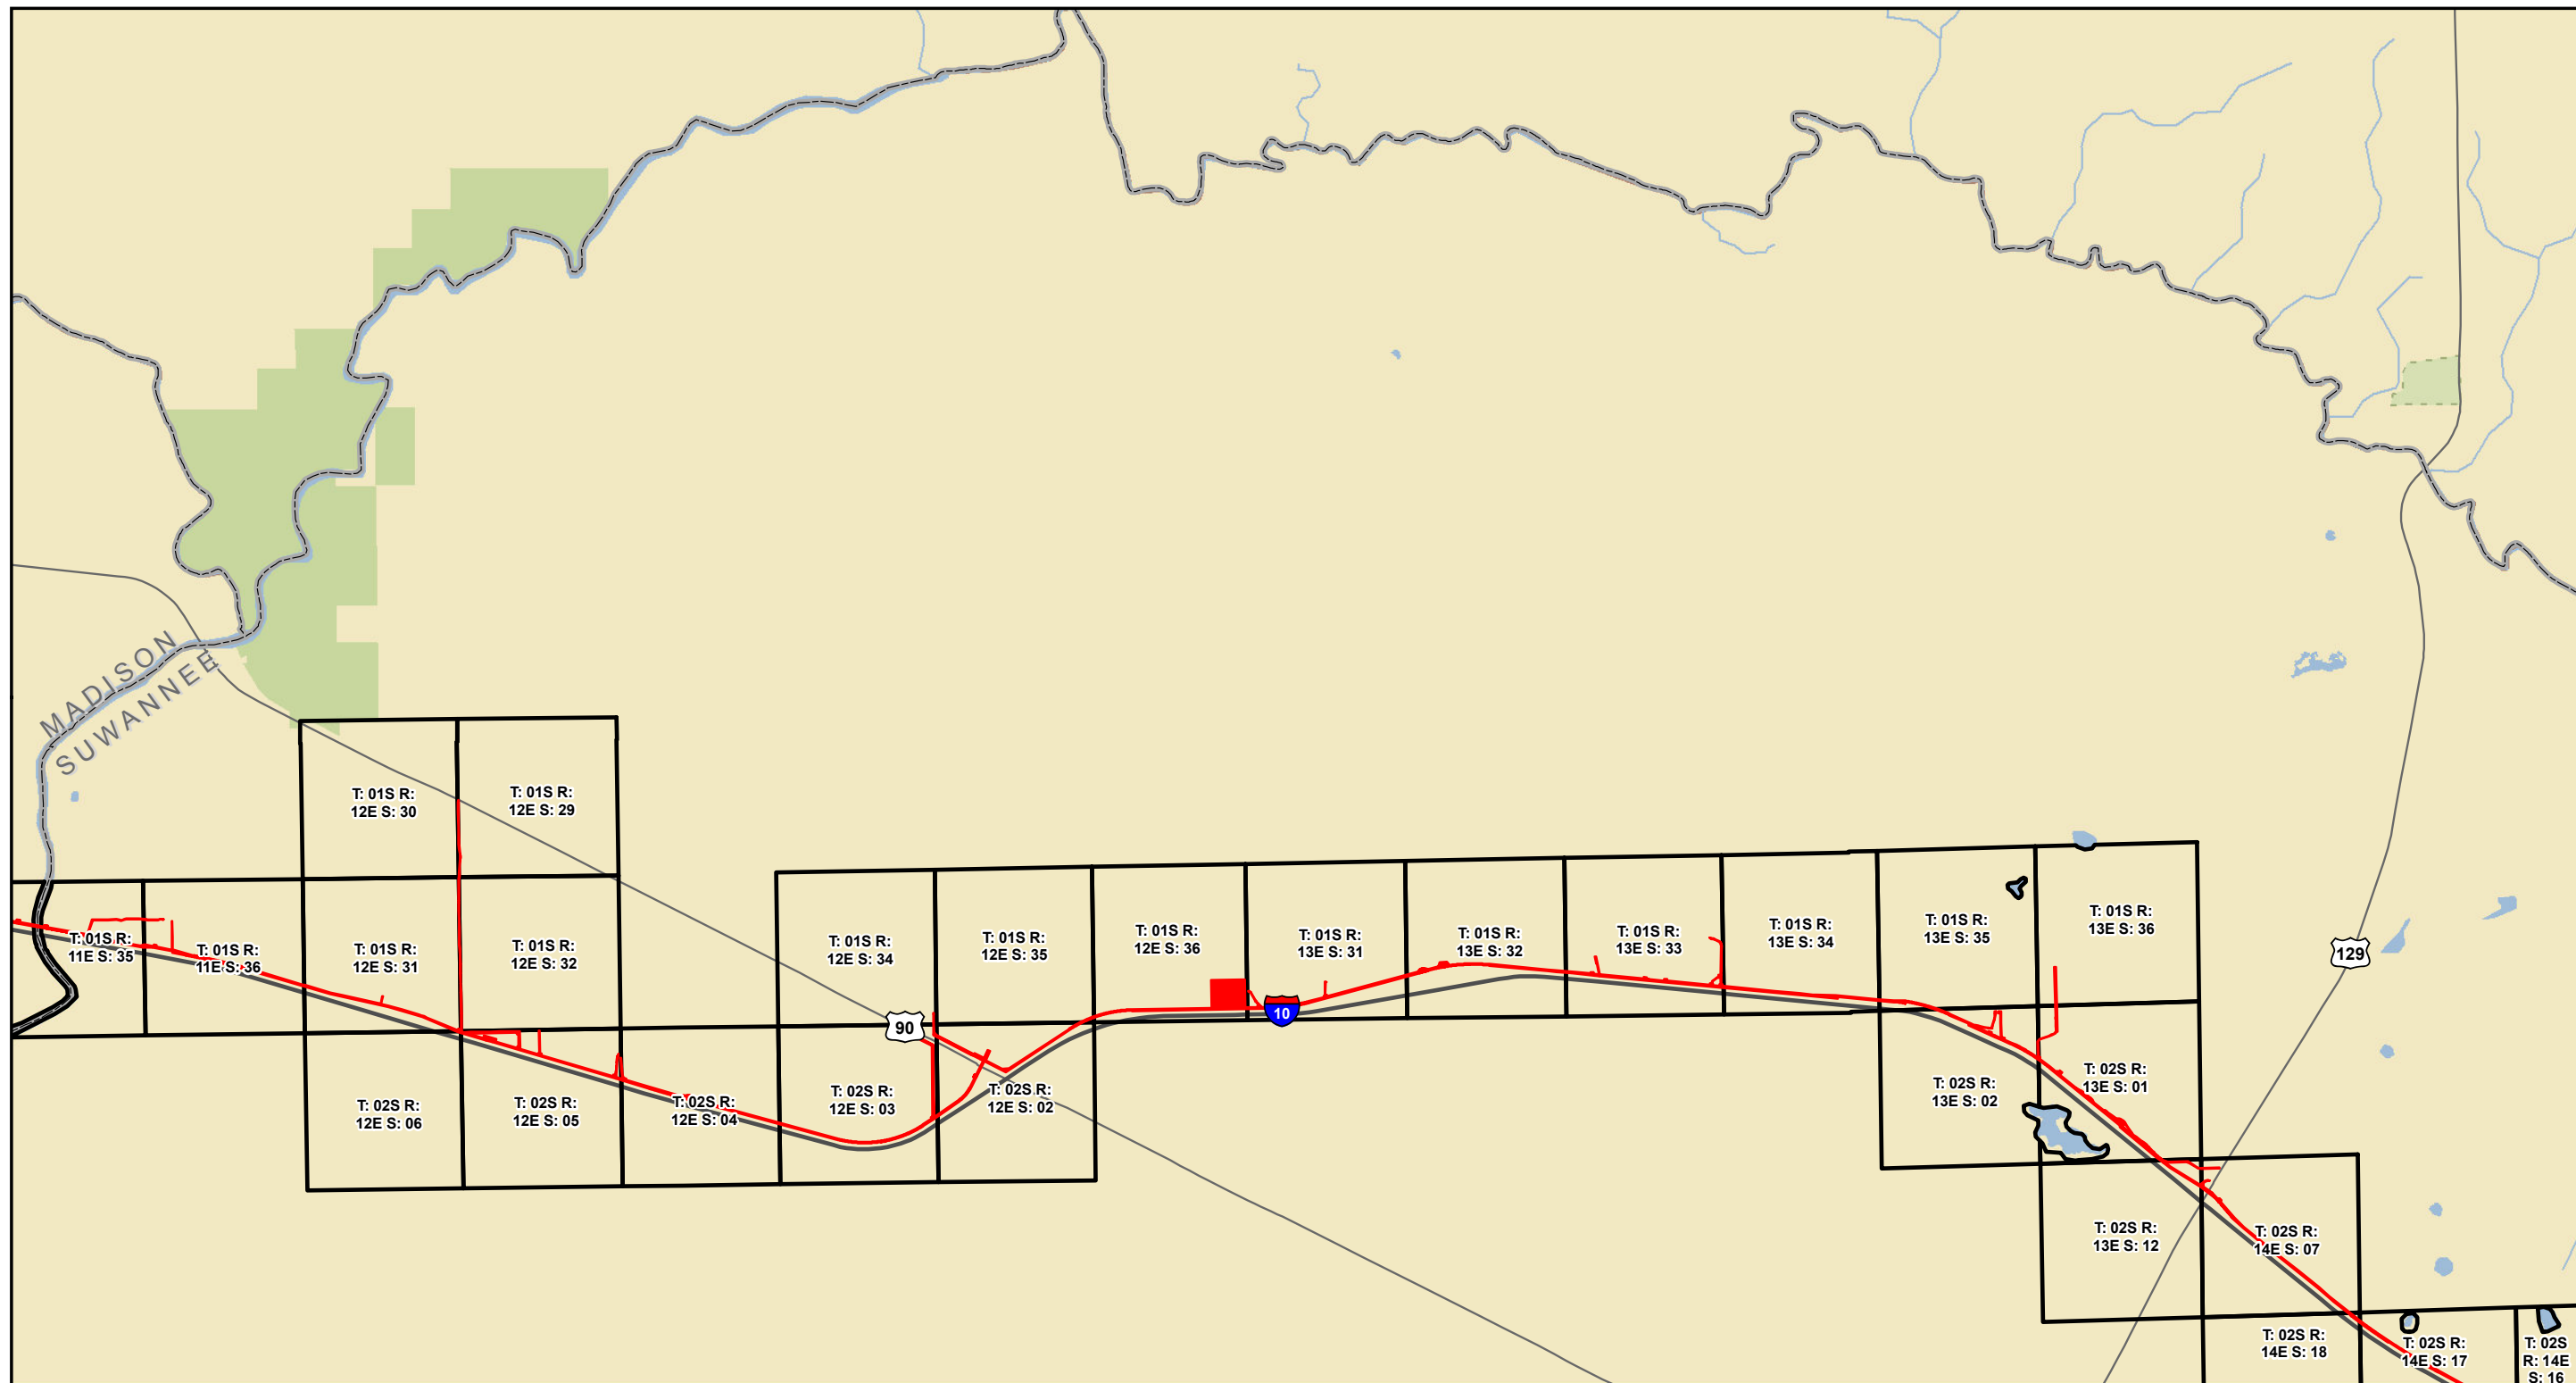 MADISON
SUWANNEE
T: 01S R:
12E S: 30
T: 01S R:
12E S: 29
T: 01S R:
11E S: 35
T: 01S R:
11E S: 36
T: 01S R:
12E S: 31
T: 01S R:
12E S: 32
T: 01S R:
12E S: 34
T: 01S R:
12E S: 35
T: 01S R:
12E S: 36
T: 01S R:
13E S: 31
T: 01S R:
13E S: 32
T: 01S R:
13E S: 33
T: 01S R:
13E S: 34
T: 01S R:
13E S: 35
T: 01S R:
13E S: 36
129
90
10
T: 02S R:
12E S: 06
T: 02S R:
12E S: 05
T: 02S R:
12E S: 04
T: 02S R:
12E S: 03
T: 02S R:
12E S: 02
T: 02S R:
13E S: 02
T: 02S R:
13E S: 01
T: 02S R:
13E S: 12
T: 02S R:
14E S: 07
T: 02S R:
14E S: 18
T: 02S R:
14E S: 17
T: 02S
R: 14E
S: 16